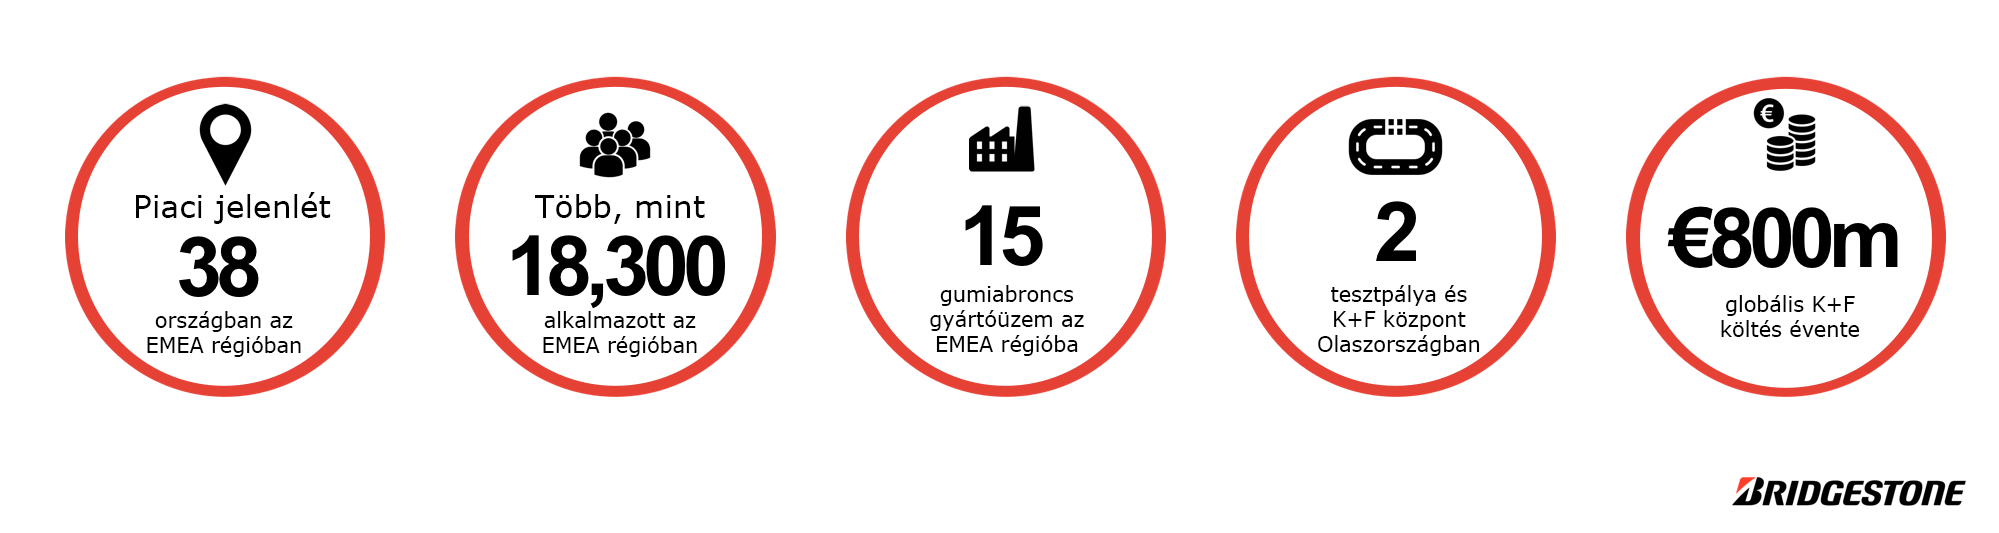 Piaci jelenlét
38
országban az
EMEA régióban
Több, mint
18,300
alkalmazott az
EMEA régióban
15
gumiabroncs
gyártóüzem az
EMEA régióba
2
tesztpálya és
K+F központ
Olaszországban
€
€800m
globális K+F
költés évente
BRIDGESTONE